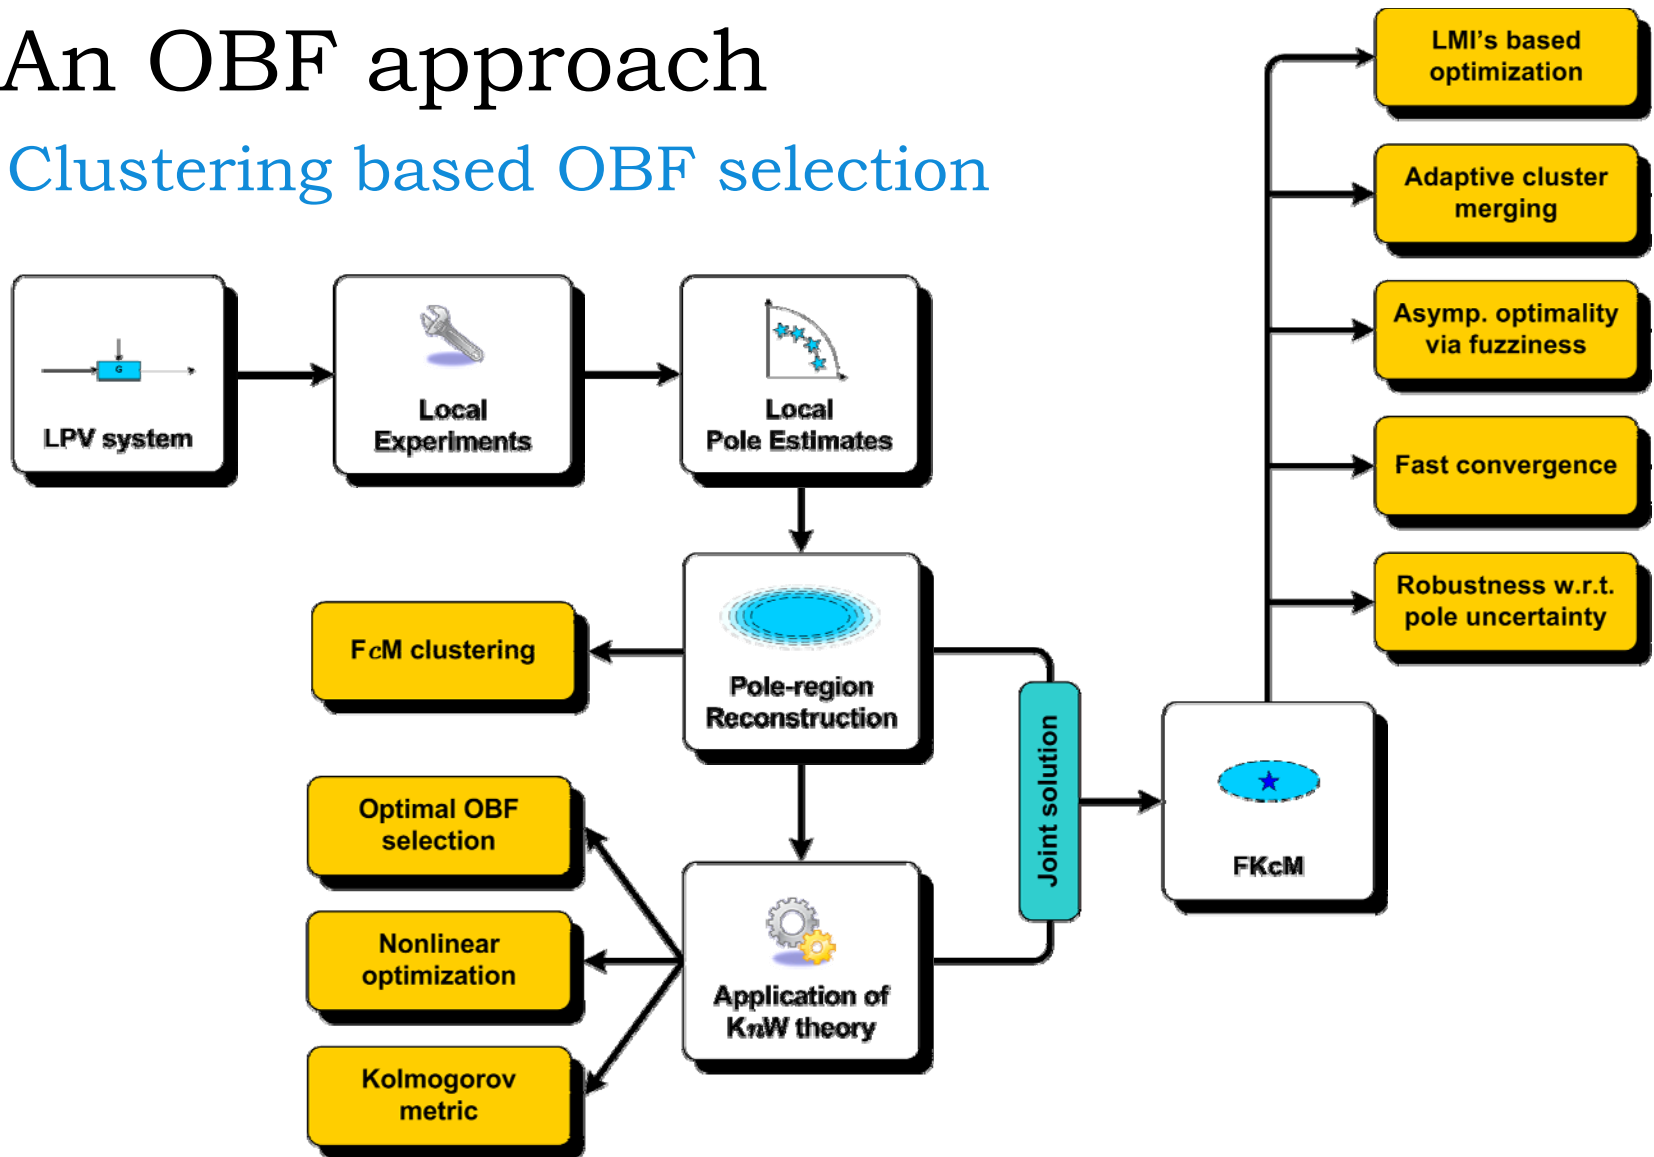 An OBF approach
Clustering based OBF selection
LPV system
G
Local
Experiments
Local
Pole Estimates
Pole-region
Reconstruction
FcM clustering
Application of
KnW theory
Optimal OBF
selection
Nonlinear
optimization
Kolmogorov
metric
Joint solution
FKcM
LMI's based
optimization
Adaptive cluster
merging
Asymp. optimality
via fuzziness
Fast convergence
Robustness w.r.t.
pole uncertainty